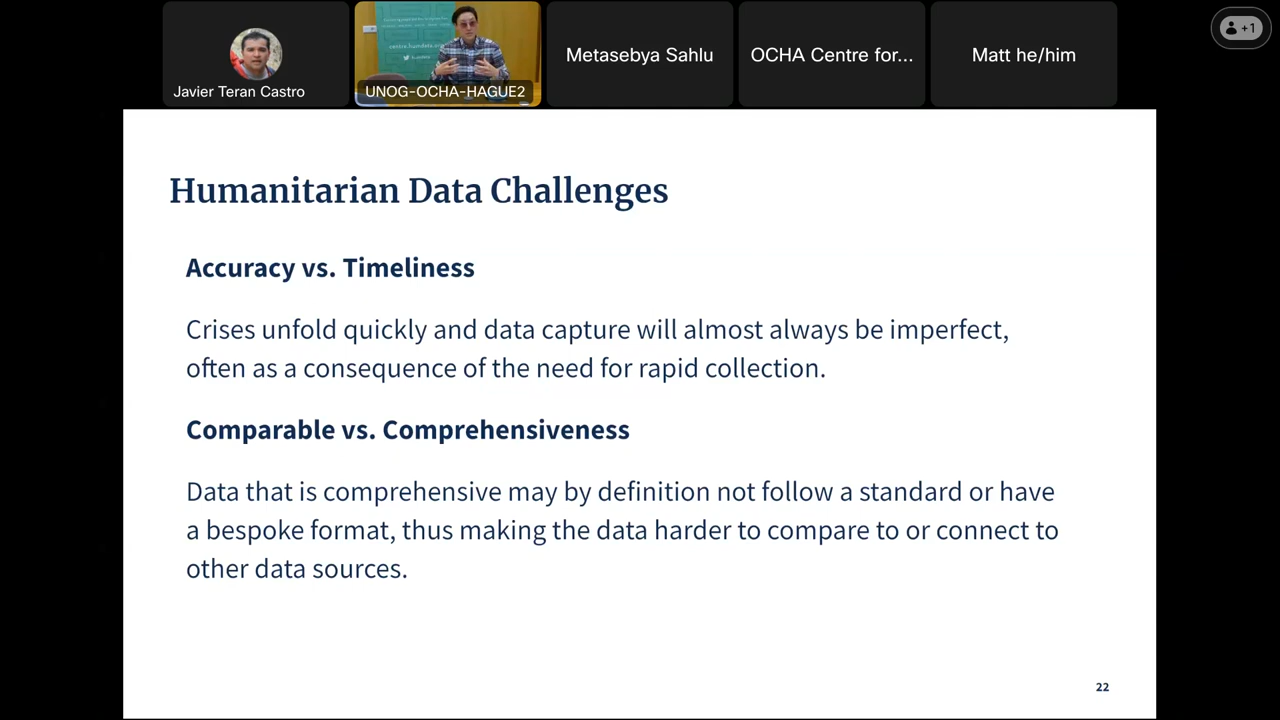 Javier Teran Castro
UNOG-OCHA-HAGUE2
Metasebya Sahlu
OCHA Centre for...
Matt he/him
+1
Humanitarian Data Challenges
Accuracy vs. Timeliness
Crises unfold quickly and data capture will almost always be imperfect,
often as a consequence of the need for rapid collection.
Comparable vs. Comprehensiveness
Data that is comprehensive may by definition not follow a standard or have
a bespoke format, thus making the data harder to compare to or connect to
other data sources.
22